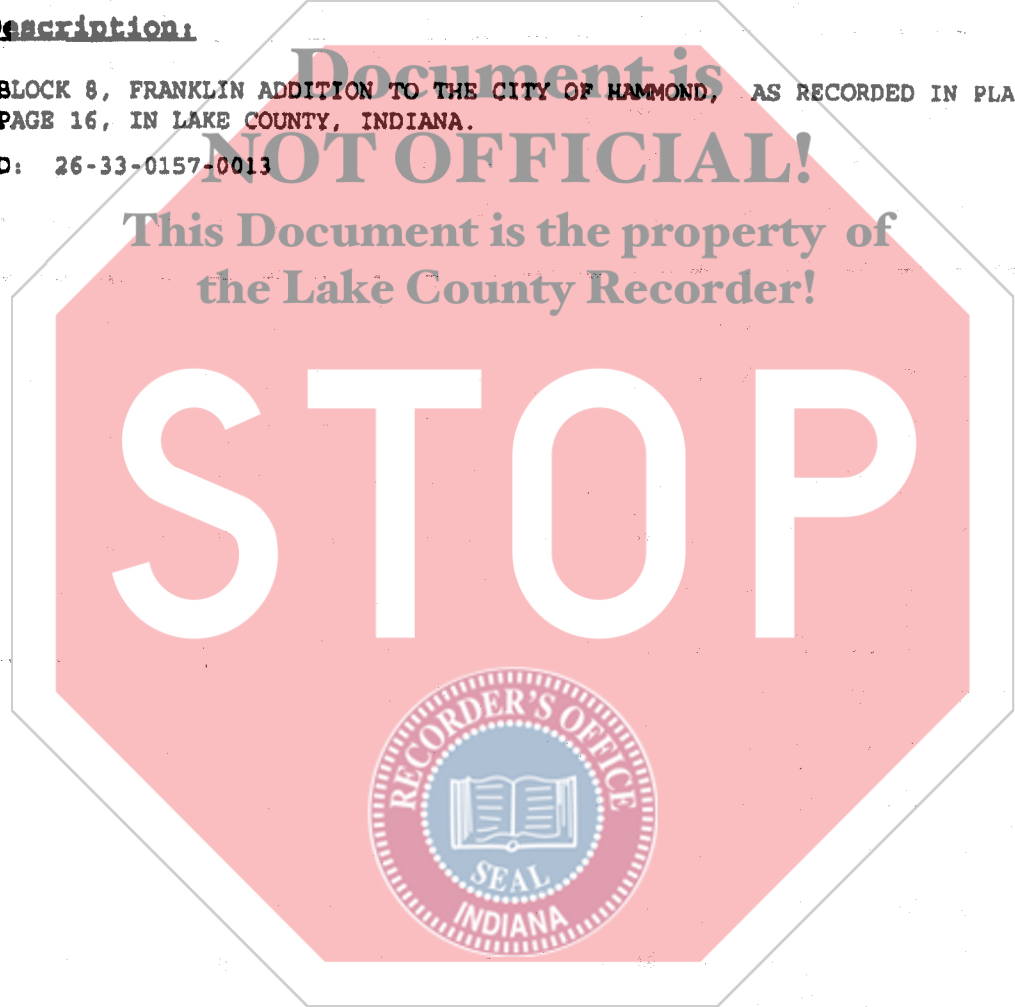 Description:
Document is
BLOCK 8, FRANKLIN ADDITION TO THE CITY OF HAMMOND, AS RECORDED IN PLA
PAGE 16, IN LAKE COUNTY, INDIANA.
NOT OFFICIAL!
D: 26-33-0157-0013
This Document is the property of
the Lake County Recorder!
STOP
RECORDER'S OFFICE
SEAL
INDIANA